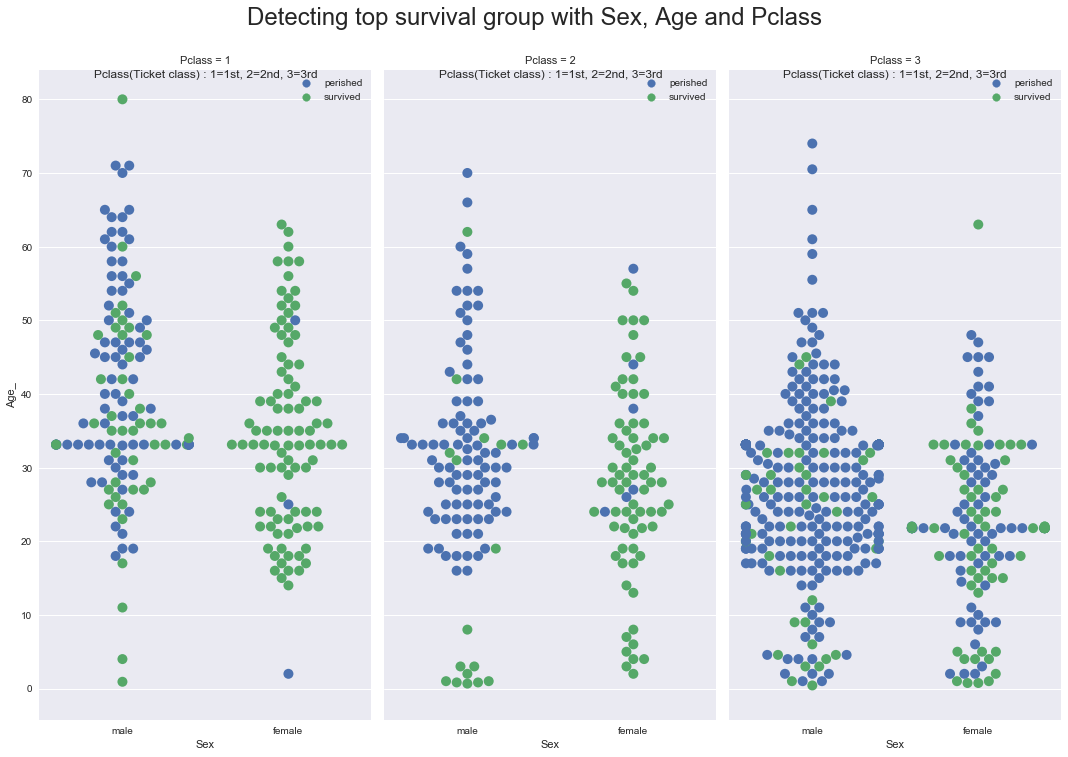 Detecting top survival group with Sex, Age and Pclass
Pclass = 1
Pclass(Ticket class) : 1=1st, 2=2nd, 3=3rd
perished
survived
Pclass = 2
Pclass(Ticket class) : 1=1st, 2=2nd, 3=3rd
perished
survived
Pclass = 3
Pclass(Ticket class) : 1=1st, 2=2nd, 3=3rd
perished
survived
Age_
80
70
60
50
40
30
20
10
0
male female
Sex
male female
Sex
male female
Sex